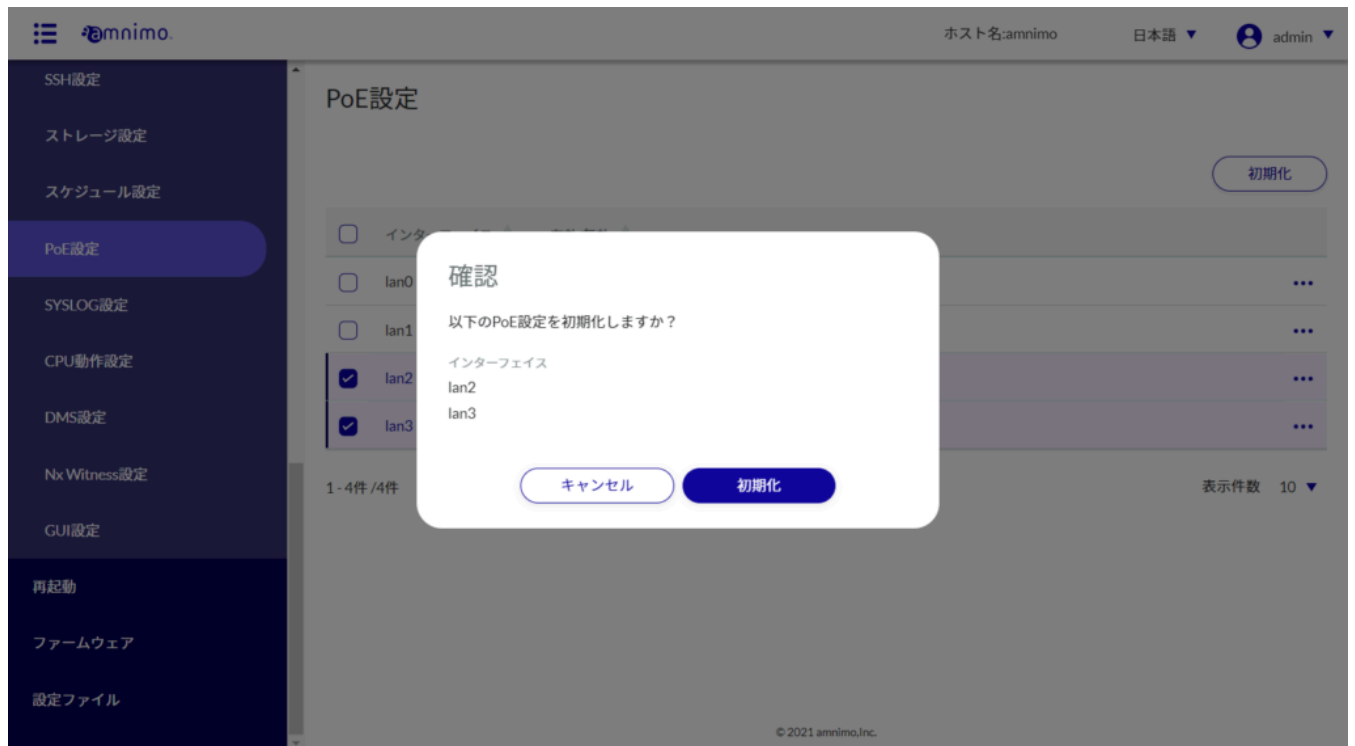 amnimo.
ホスト名:amnimo
日本語 ▼
admin ▼
SSH設定
ストレージ設定
スケジュール設定
PoE設定
SYSLOG設定
CPU動作設定
DMS設定
Nx Witness設定
GUI設定
再起動
ファームウェア
設定ファイル
PoE設定
初期化
lan0
lan1
lan2
lan3
確認
以下のPoE設定を初期化しますか？
インターフェイス
lan2
lan3
キャンセル
初期化
1 - 4件 /4件
表示件数 10 ▼
© 2021 amnimo,Inc.